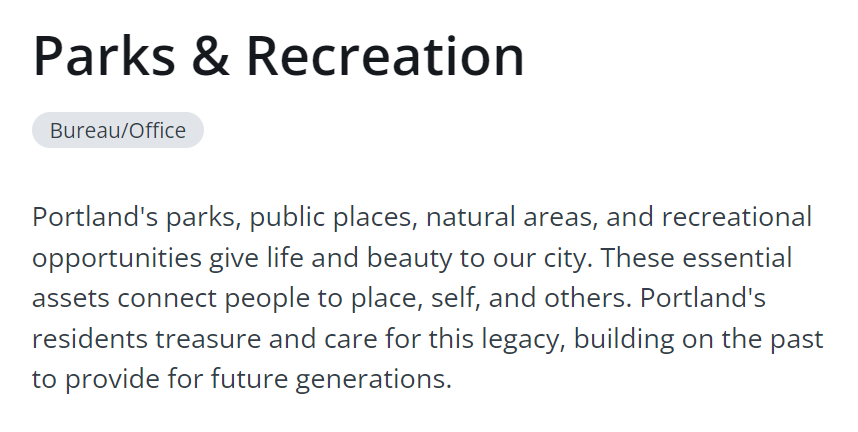 Parks & Recreation
Bureau/Office
Portland's parks, public places, natural areas, and recreational
opportunities give life and beauty to our city. These essential
assets connect people to place, self, and others. Portland's
residents treasure and care for this legacy, building on the past
to provide for future generations.